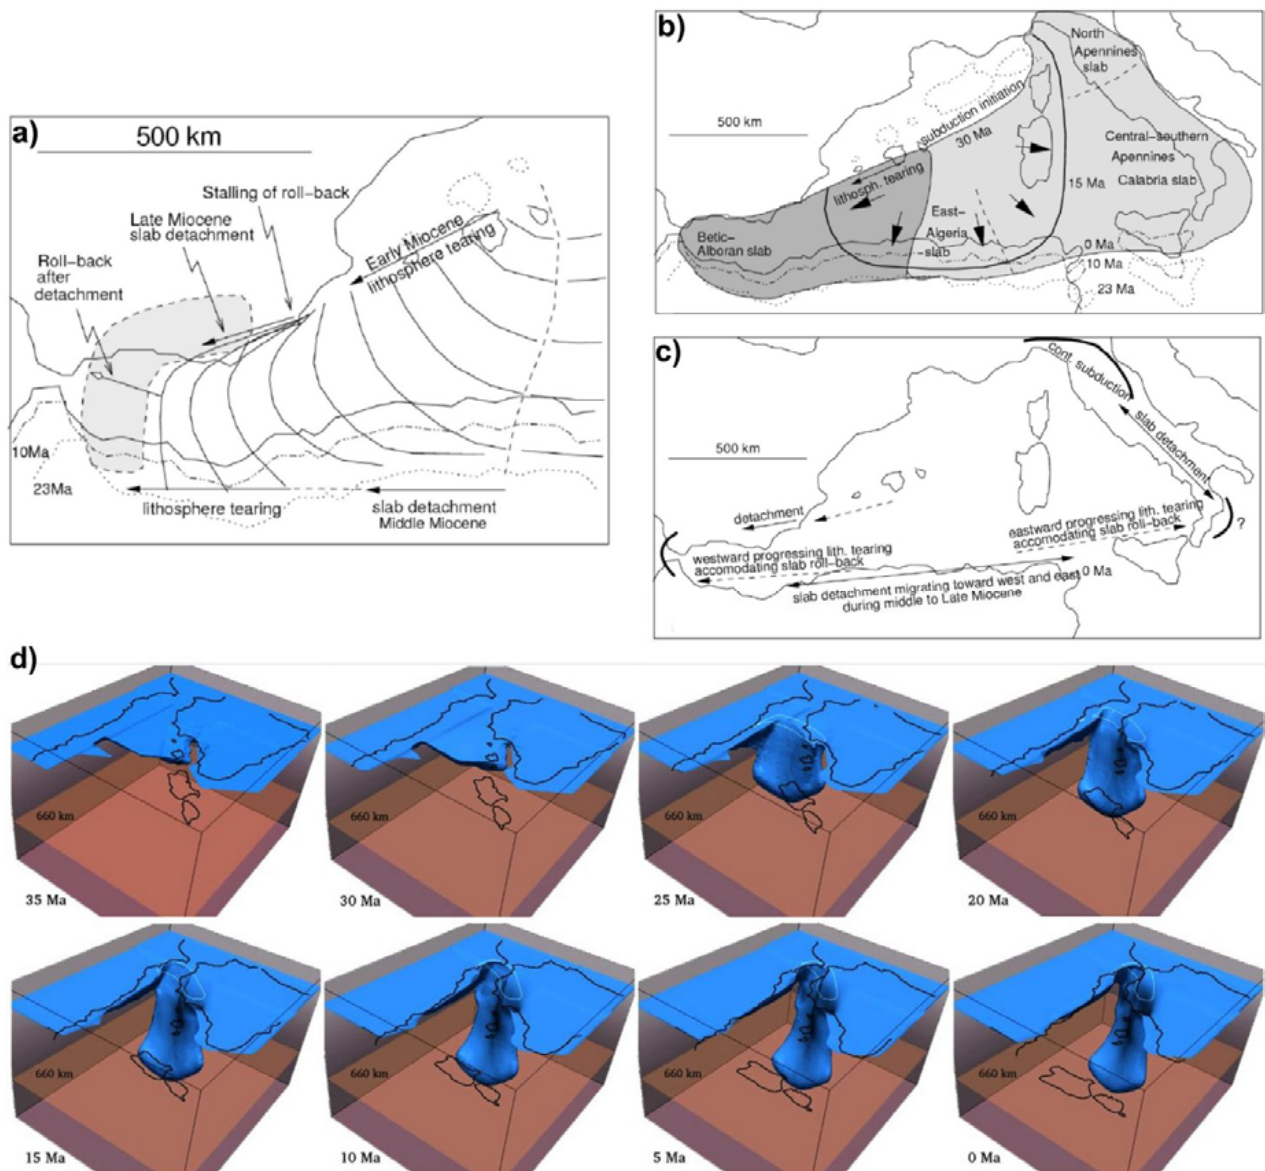 a)
500 km
Stalling of roll-back
Late Miocene
slab detachment
Roll-back
after
detachment
Early Miocene
lithosphere tearing
10Ma
23Ma
lithosphere tearing
slab detachment
Middle Miocene
b)
North
Apennines
slab
500 km
subduction initiation
30 Ma
Central-southern
Apennines
Calabria slab
lithosph. tearing
15 Ma
Betic-
Alboran slab
East-
Algeria
slab
0 Ma
10 Ma
23 Ma
c)
cont. subduction
slab detachment
500 km
detachment
eastward progressing lith. tearing
accomodating slab roll-back
?
westward progressing lith. tearing
accomodating slab roll-back
slab detachment migrating toward west and east 0 Ma
during middle to Late Miocene
d)
660 km
35 Ma
660 km
30 Ma
660 km
25 Ma
660 km
20 Ma
660 km
15 Ma
660 km
10 Ma
660 km
5 Ma
660 km
0 Ma